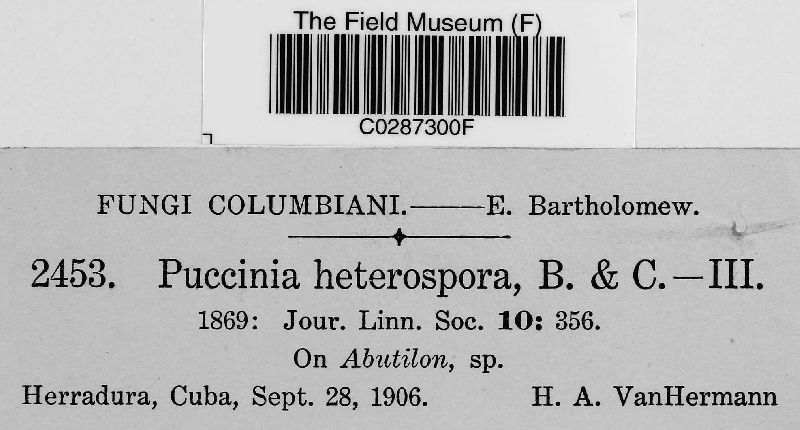 The Field Museum (F)
C0287300F
FUNGI COLUMBIANI.——E. Bartholomew.
2453. Puccinia heterospora, B. & C.—III.
1869: Jour. Linn. Soc. 10: 356.
On Abutilon, sp.
Herradura, Cuba, Sept. 28, 1906. H. A. VanHermann